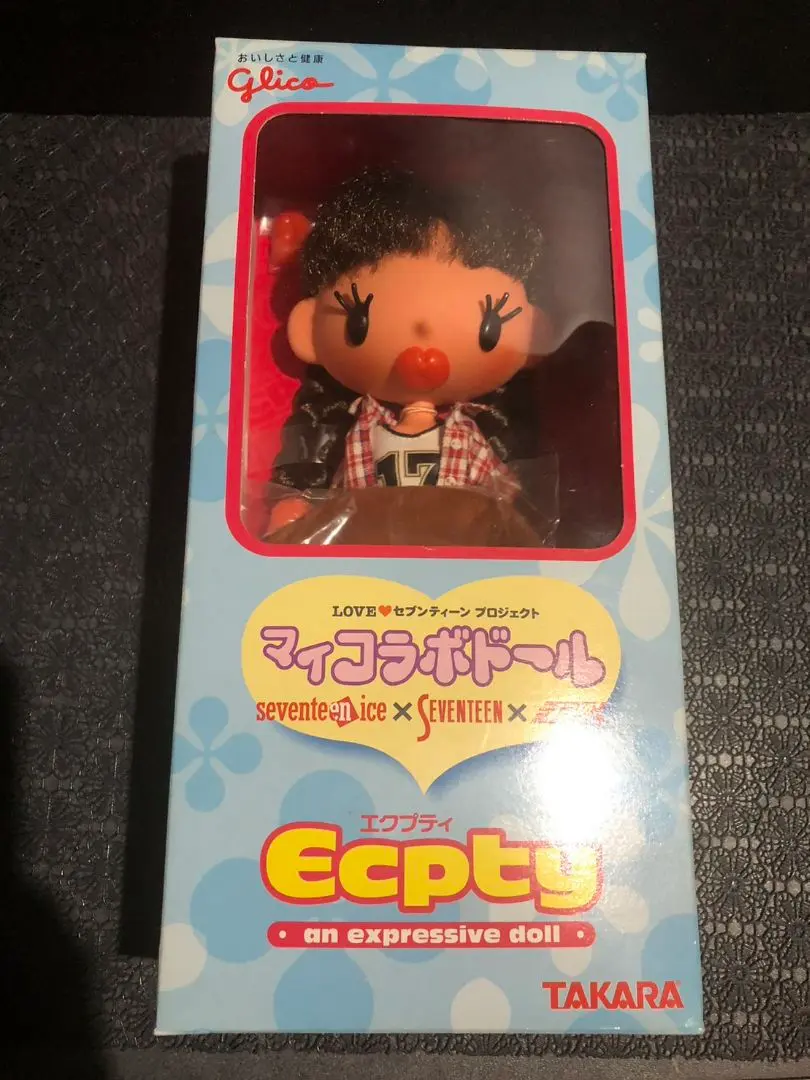 おいしさと健康
Glico
17
LOVE♥セブンティーン プロジェクト
マイコラボドール
seventeen ice × SEVENTEEN ×
エクプティ
Ecpty
• an expressive doll •
TAKARA